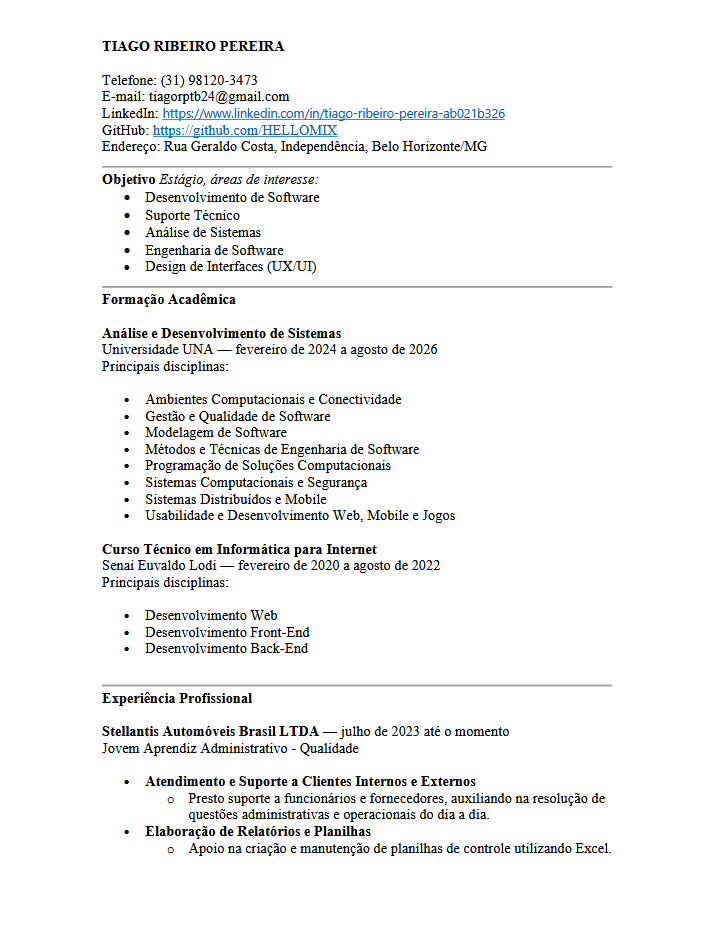 TIAGO RIBEIRO PEREIRA
Telefone: (31) 98120-3473
E-mail: tiagorptb24@gmail.com
LinkedIn: https://www.linkedin.com/in/tiago-ribeiro-pereira-ab021b326
GitHub: https://github.com/HELLOMIX
Endereço: Rua Geraldo Costa, Independência, Belo Horizonte/MG
Objetivo Estágio, áreas de interesse:
• Desenvolvimento de Software
• Suporte Técnico
• Análise de Sistemas
• Engenharia de Software
• Design de Interfaces (UX/UI)
Formação Acadêmica
Análise e Desenvolvimento de Sistemas
Universidade UNA — fevereiro de 2024 a agosto de 2026
Principais disciplinas:
• Ambientes Computacionais e Conectividade
• Gestão e Qualidade de Software
• Modelagem de Software
• Métodos e Técnicas de Engenharia de Software
• Programação de Soluções Computacionais
• Sistemas Computacionais e Segurança
• Sistemas Distribuídos e Mobile
• Usabilidade e Desenvolvimento Web, Mobile e Jogos
Curso Técnico em Informática para Internet
Senai Euvaldo Lodi — fevereiro de 2020 a agosto de 2022
Principais disciplinas:
• Desenvolvimento Web
• Desenvolvimento Front-End
• Desenvolvimento Back-End
Experiência Profissional
Stellantis Automóveis Brasil LTDA — julho de 2023 até o momento
Jovem Aprendiz Administrativo - Qualidade
• Atendimento e Suporte a Clientes Internos e Externos
o Presto suporte a funcionários e fornecedores, auxiliando na resolução de
questões administrativas e operacionais do dia a dia.
• Elaboração de Relatórios e Planilhas
o Apoio na criação e manutenção de planilhas de controle utilizando Excel.